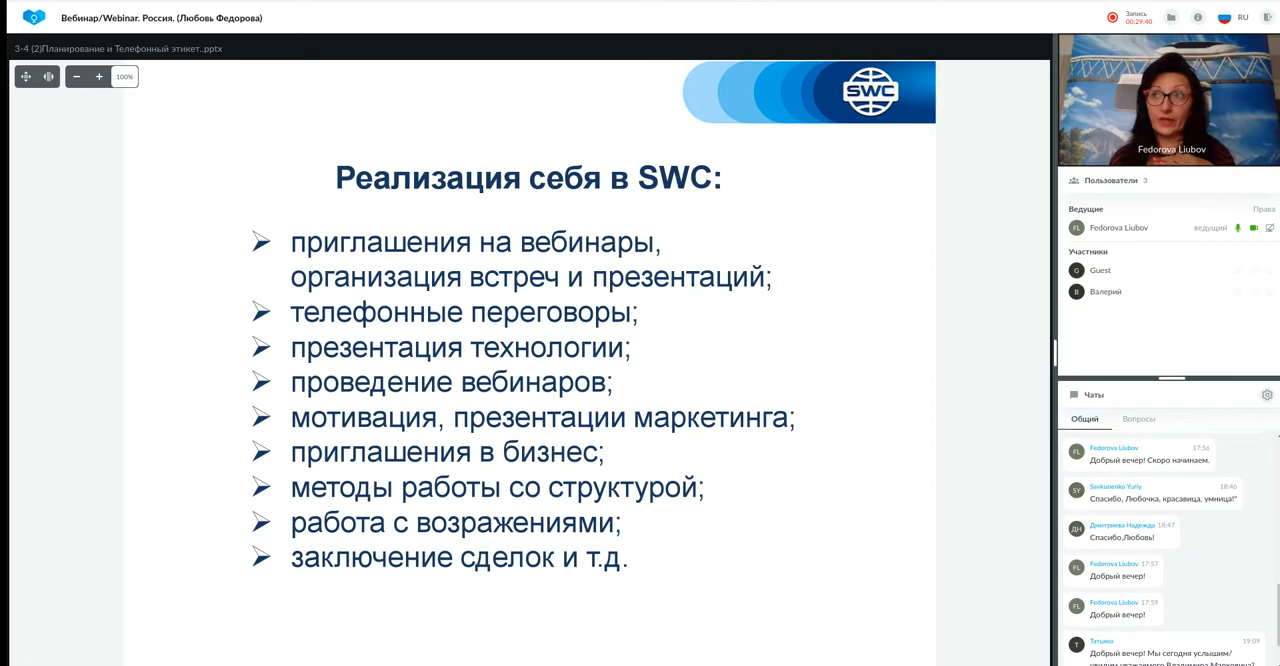 Вебинар/Webinar. Россия. (Любовь Федорова)
Запись
00:29:40
RU
3-4 (2)Планирование и Телефонный этикет..pptx
100%
SWC
Реализация себя в SWC:
приглашения на вебинары,
организация встреч и презентаций;
телефонные переговоры;
презентация технологии;
проведение вебинаров;
мотивация, презентации маркетинга;
приглашения в бизнес;
методы работы со структурой;
работа с возражениями;
заключение сделок и т.д.
Fedorova Liubov
Пользователи 3
Ведущие Права
FL Fedorova Liubov ведущий
Участники
G Guest
В Валерий
Чаты
Общий Вопросы
FL Fedorova Liubov 17:56
Добрый вечер! Скоро начинаем.
SY Savkunenko Yuriy 18:46
Спасибо, Любочка, красавица, умница!"
ДН Дмитриева Надежда 18:47
Спасибо,Любовь!
FL Fedorova Liubov 17:57
Добрый вечер!
FL Fedorova Liubov 17:59
Добрый вечер!
Т Татьяна 19:09
Добрый вечер! Мы сегодня услышим/
увидим уважаемого Владимира Марковича?